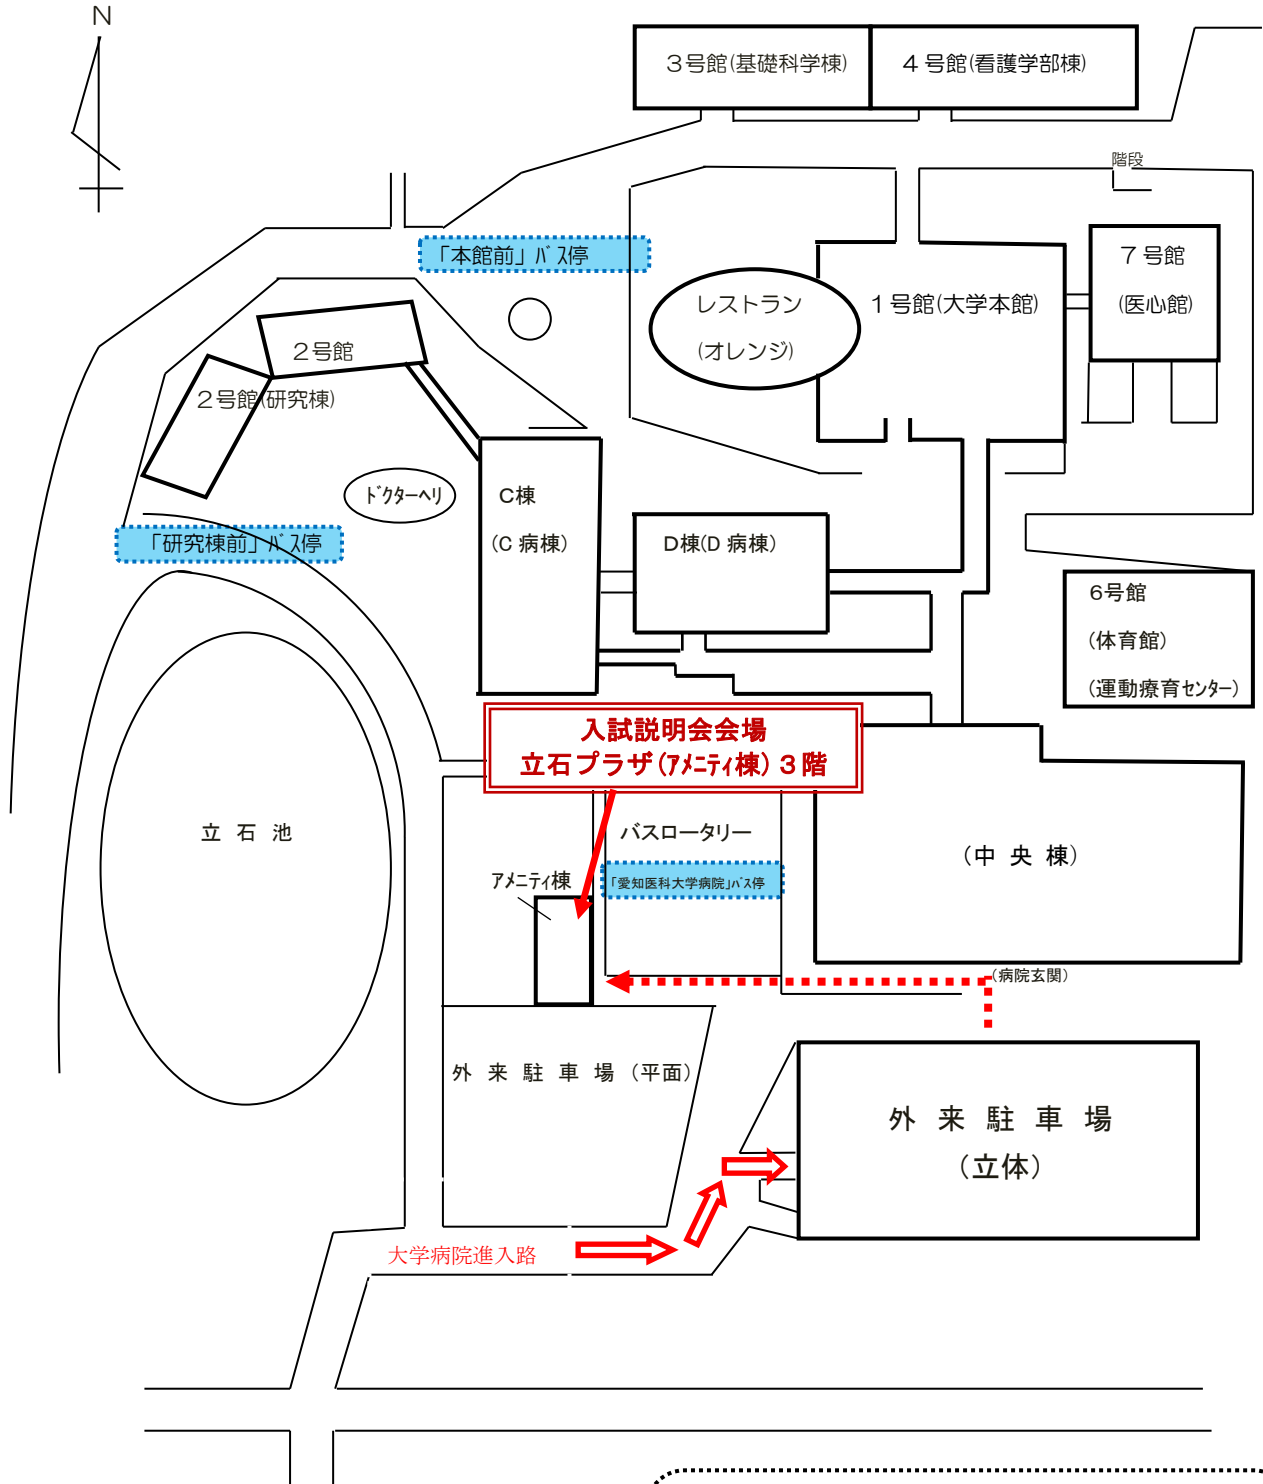 N
3号館(基礎科学棟)
4 号館(看護学部棟)
階段
「本館前」バス停
7 号館
(医心館)
レストラン
(オレンジ)
1号館(大学本館)
2号館
2号館(研究棟)
ドクターヘリ
C棟
(C 病棟)
D棟(D 病棟)
「研究棟前」バス停
6号館
(体育館)
(運動療育センター)
入試説明会会場
立石プラザ(アメニティ棟)３階
立 石 池
バスロータリー
(中 央 棟)
アメニティ棟
「愛知医科大学病院」バス停
(病院玄関)
外 来 駐 車 場 (平面)
外 来 駐 車 場
(立体)
大学病院進入路